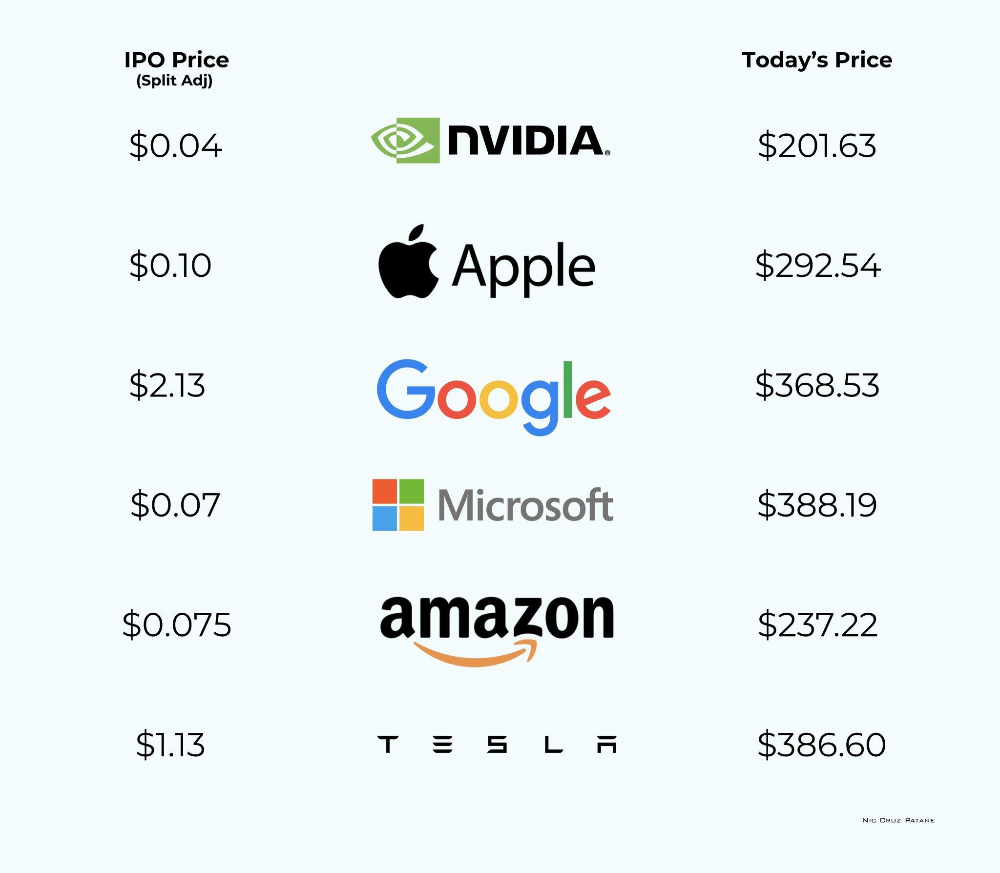 IPO Price Today's Price
(Split Adj)
$0.04 NVIDIA® $201.63
$0.10 Apple $292.54
$2.13 Google $368.53
$0.07 Microsoft $388.19
$0.075 amazon $237.22
$1.13 TESLA $386.60
Nic Cruz Patane